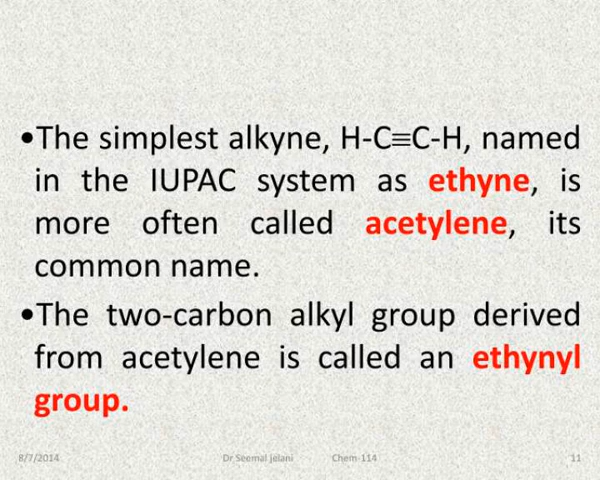 •The simplest alkyne, H-C≡C-H, named
in the IUPAC system as ethyne, is
more often called acetylene, its
common name.
•The two-carbon alkyl group derived
from acetylene is called an ethynyl
group.
8/7/2014 Dr Seemal jelani Chem-114 11